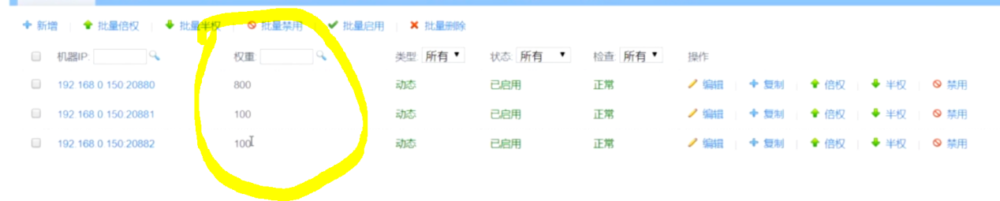 新增 批量倍权 批量半权 批量禁用 批量启用 批量删除
机器IP: 权重: 类型: 所有 状态: 所有 检查: 所有 操作
192.168.0.150:20880 800 动态 已启用 正常 编辑 复制 倍权 半权 禁用
192.168.0.150:20881 100 动态 已启用 正常 编辑 复制 倍权 半权 禁用
192.168.0.150:20882 100 动态 已启用 正常 编辑 复制 倍权 半权 禁用